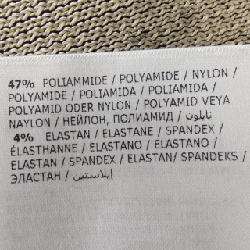 47% POLIAMMIDE / POLYAMIDE / NYLON /
POLYAMIDE / POLIAMIDA / POLIAMIDA /
POLYAMID ODER NYLON / POLYAMID VEYA
NAYLON / НЕЙЛОН, ПОЛИАМИД / نايلون
4% ELASTAN / ELASTANE / SPANDEX /
ÉLASTHANNE / ELASTANO / ELASTANO /
ELASTAN / SPANDEX / ELASTAN/ SPANDEKS /
ЭЛАСТАН / إيلاستين